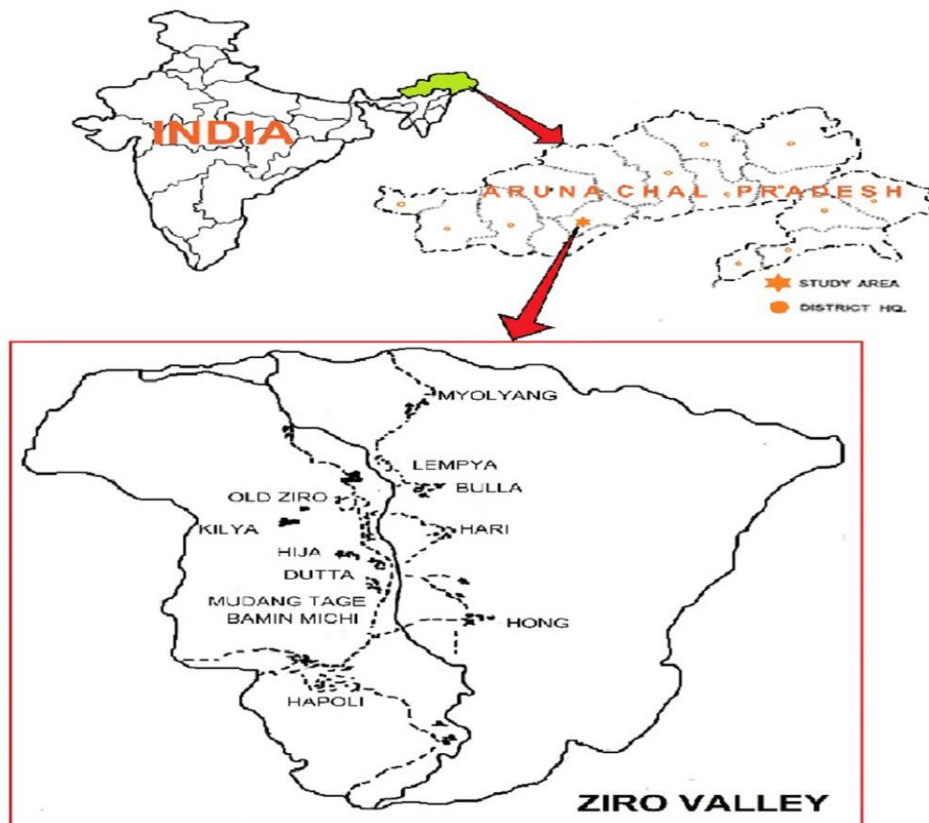 INDIA
ARUNACHAL PRADESH
STUDY AREA
DISTRICT HQ.
MYOLYANG
LEMPYA
BULLA
OLD ZIRO
KILYA
HARI
HIJA
DUTTA
MUDANG TAGE
BAMIN MICHI
HONG
HAPOLI
ZIRO VALLEY